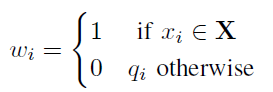 w_i = { 1 if x_i ∈ X
0 q_i otherwise